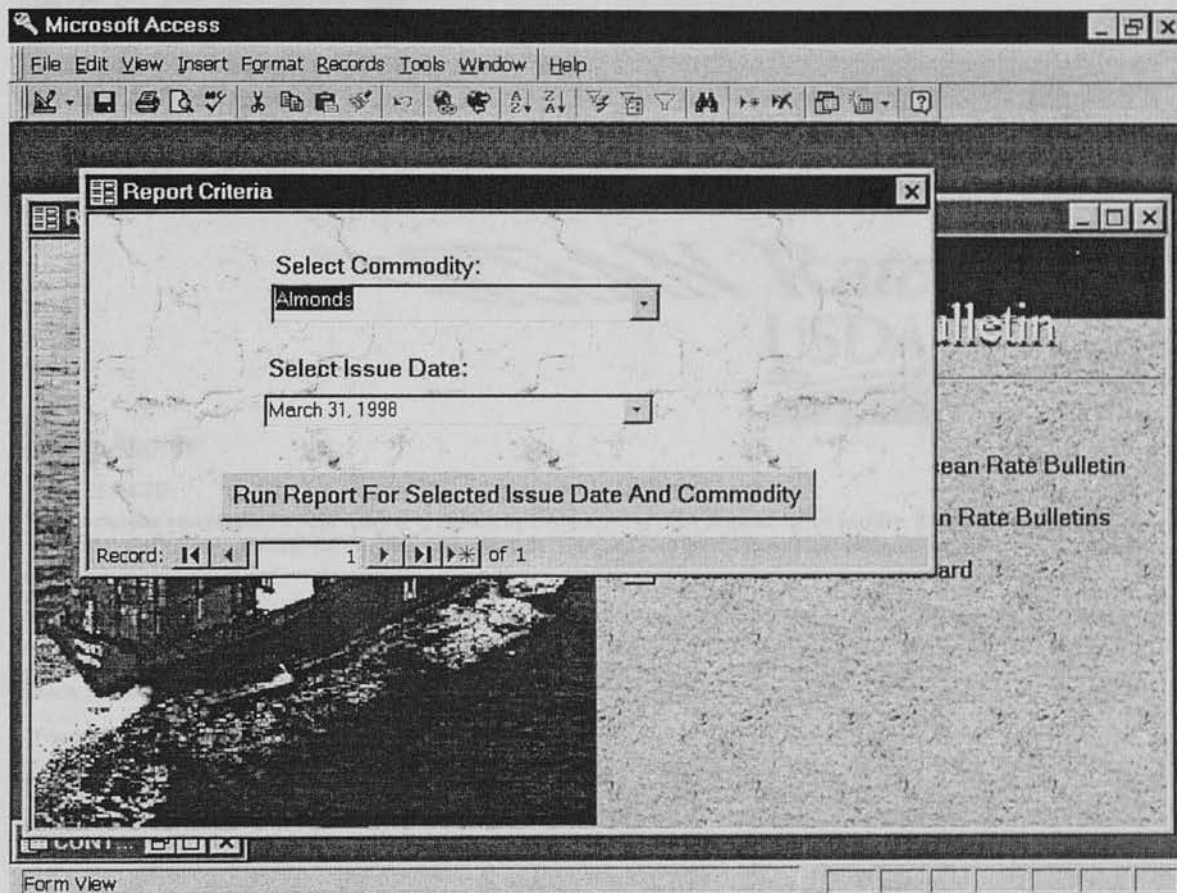 Microsoft Access
File Edit View Insert Format Records Tools Window Help
Report Criteria
Select Commodity:
Almonds
Select Issue Date:
March 31, 1998
Run Report For Selected Issue Date And Commodity
Record: 1 of 1
R
ulletin
ean Rate Bulletin
n Rate Bulletins
ard
CONT...
Form View